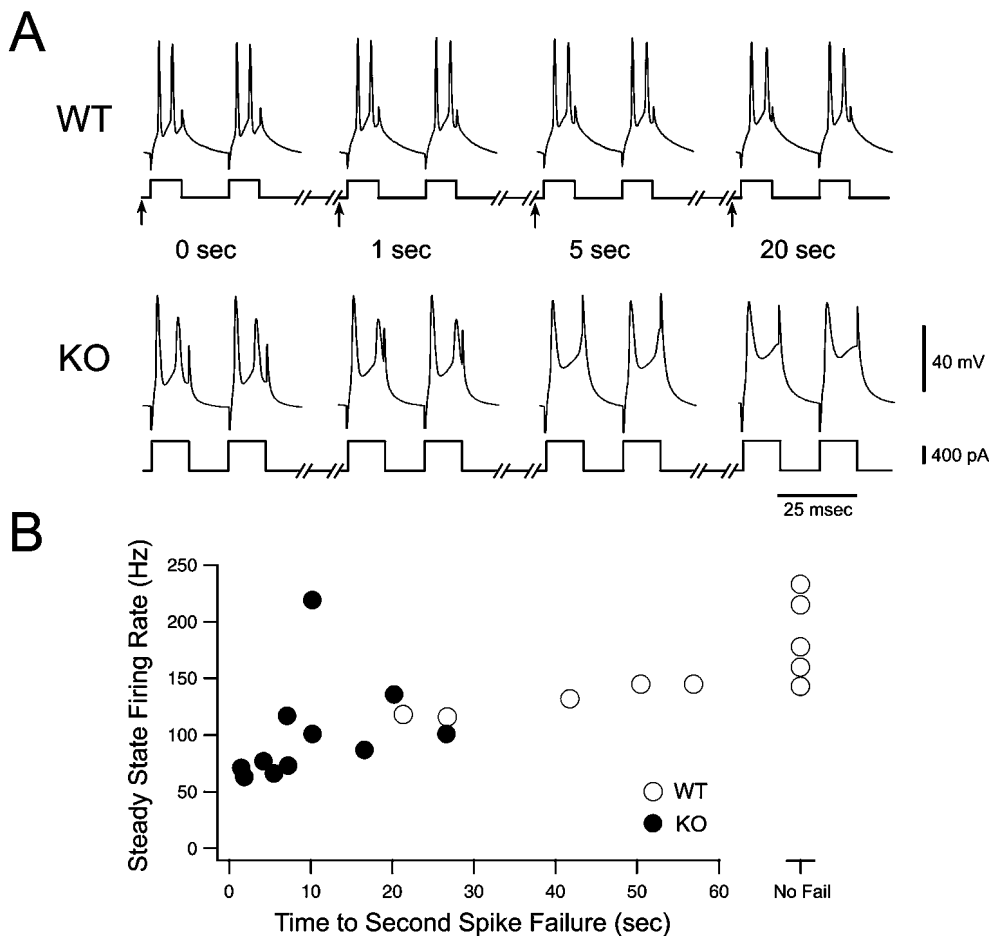 A
WT
0 sec 1 sec 5 sec 20 sec
KO
40 mV
400 pA
25 msec
B
Steady State Firing Rate (Hz)
250
200
150
100
50
0
WT
KO
0 10 20 30 40 50 60 No Fail
Time to Second Spike Failure (sec)